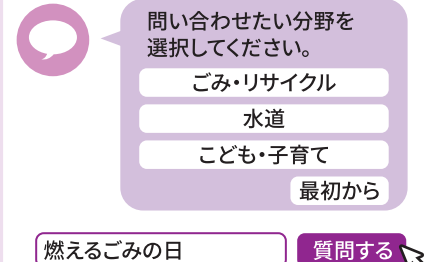 問い合わせたい分野を
選択してください。
ごみ・リサイクル
水道
こども・子育て
最初から
燃えるごみの日
質問する